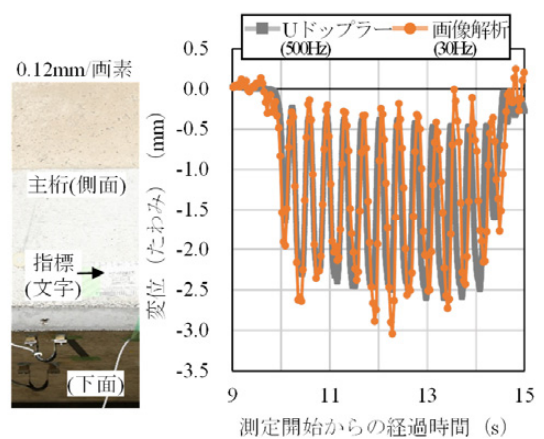 Uドップラー
(500Hz)
画像解析
(30Hz)
0.12mm/画素
主桁(側面)
指標
(文字)
(下面)
変位(たわみ) (mm)
0.5
0.0
-0.5
-1.0
-1.5
-2.0
-2.5
-3.0
-3.5
9
11
13
15
測定開始からの経過時間 (s)